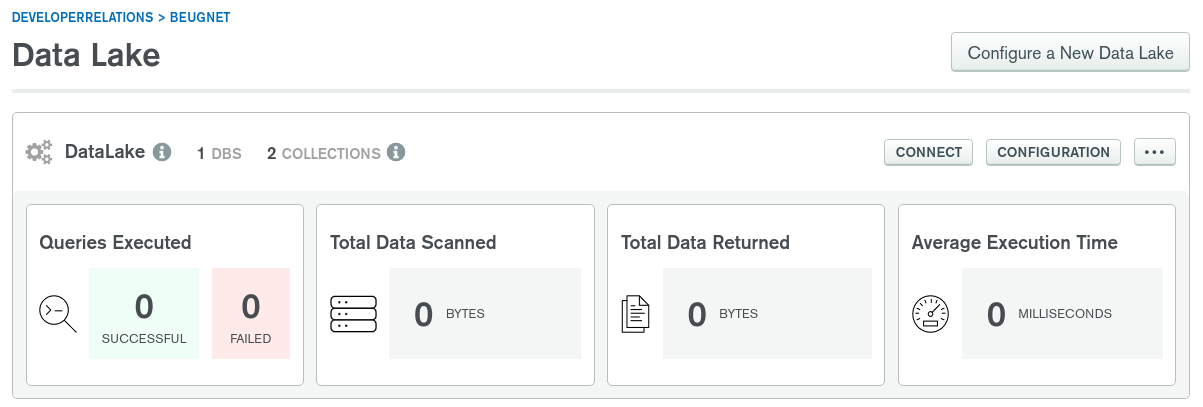 DEVELOPERRELATIONS > BEUGNET
Data Lake
Configure a New Data Lake
DataLake 1 DBS 2 COLLECTIONS CONNECT CONFIGURATION •••
Queries Executed Total Data Scanned Total Data Returned Average Execution Time
0 0 0 BYTES 0 BYTES 0 MILLISECONDS
SUCCESSFUL FAILED